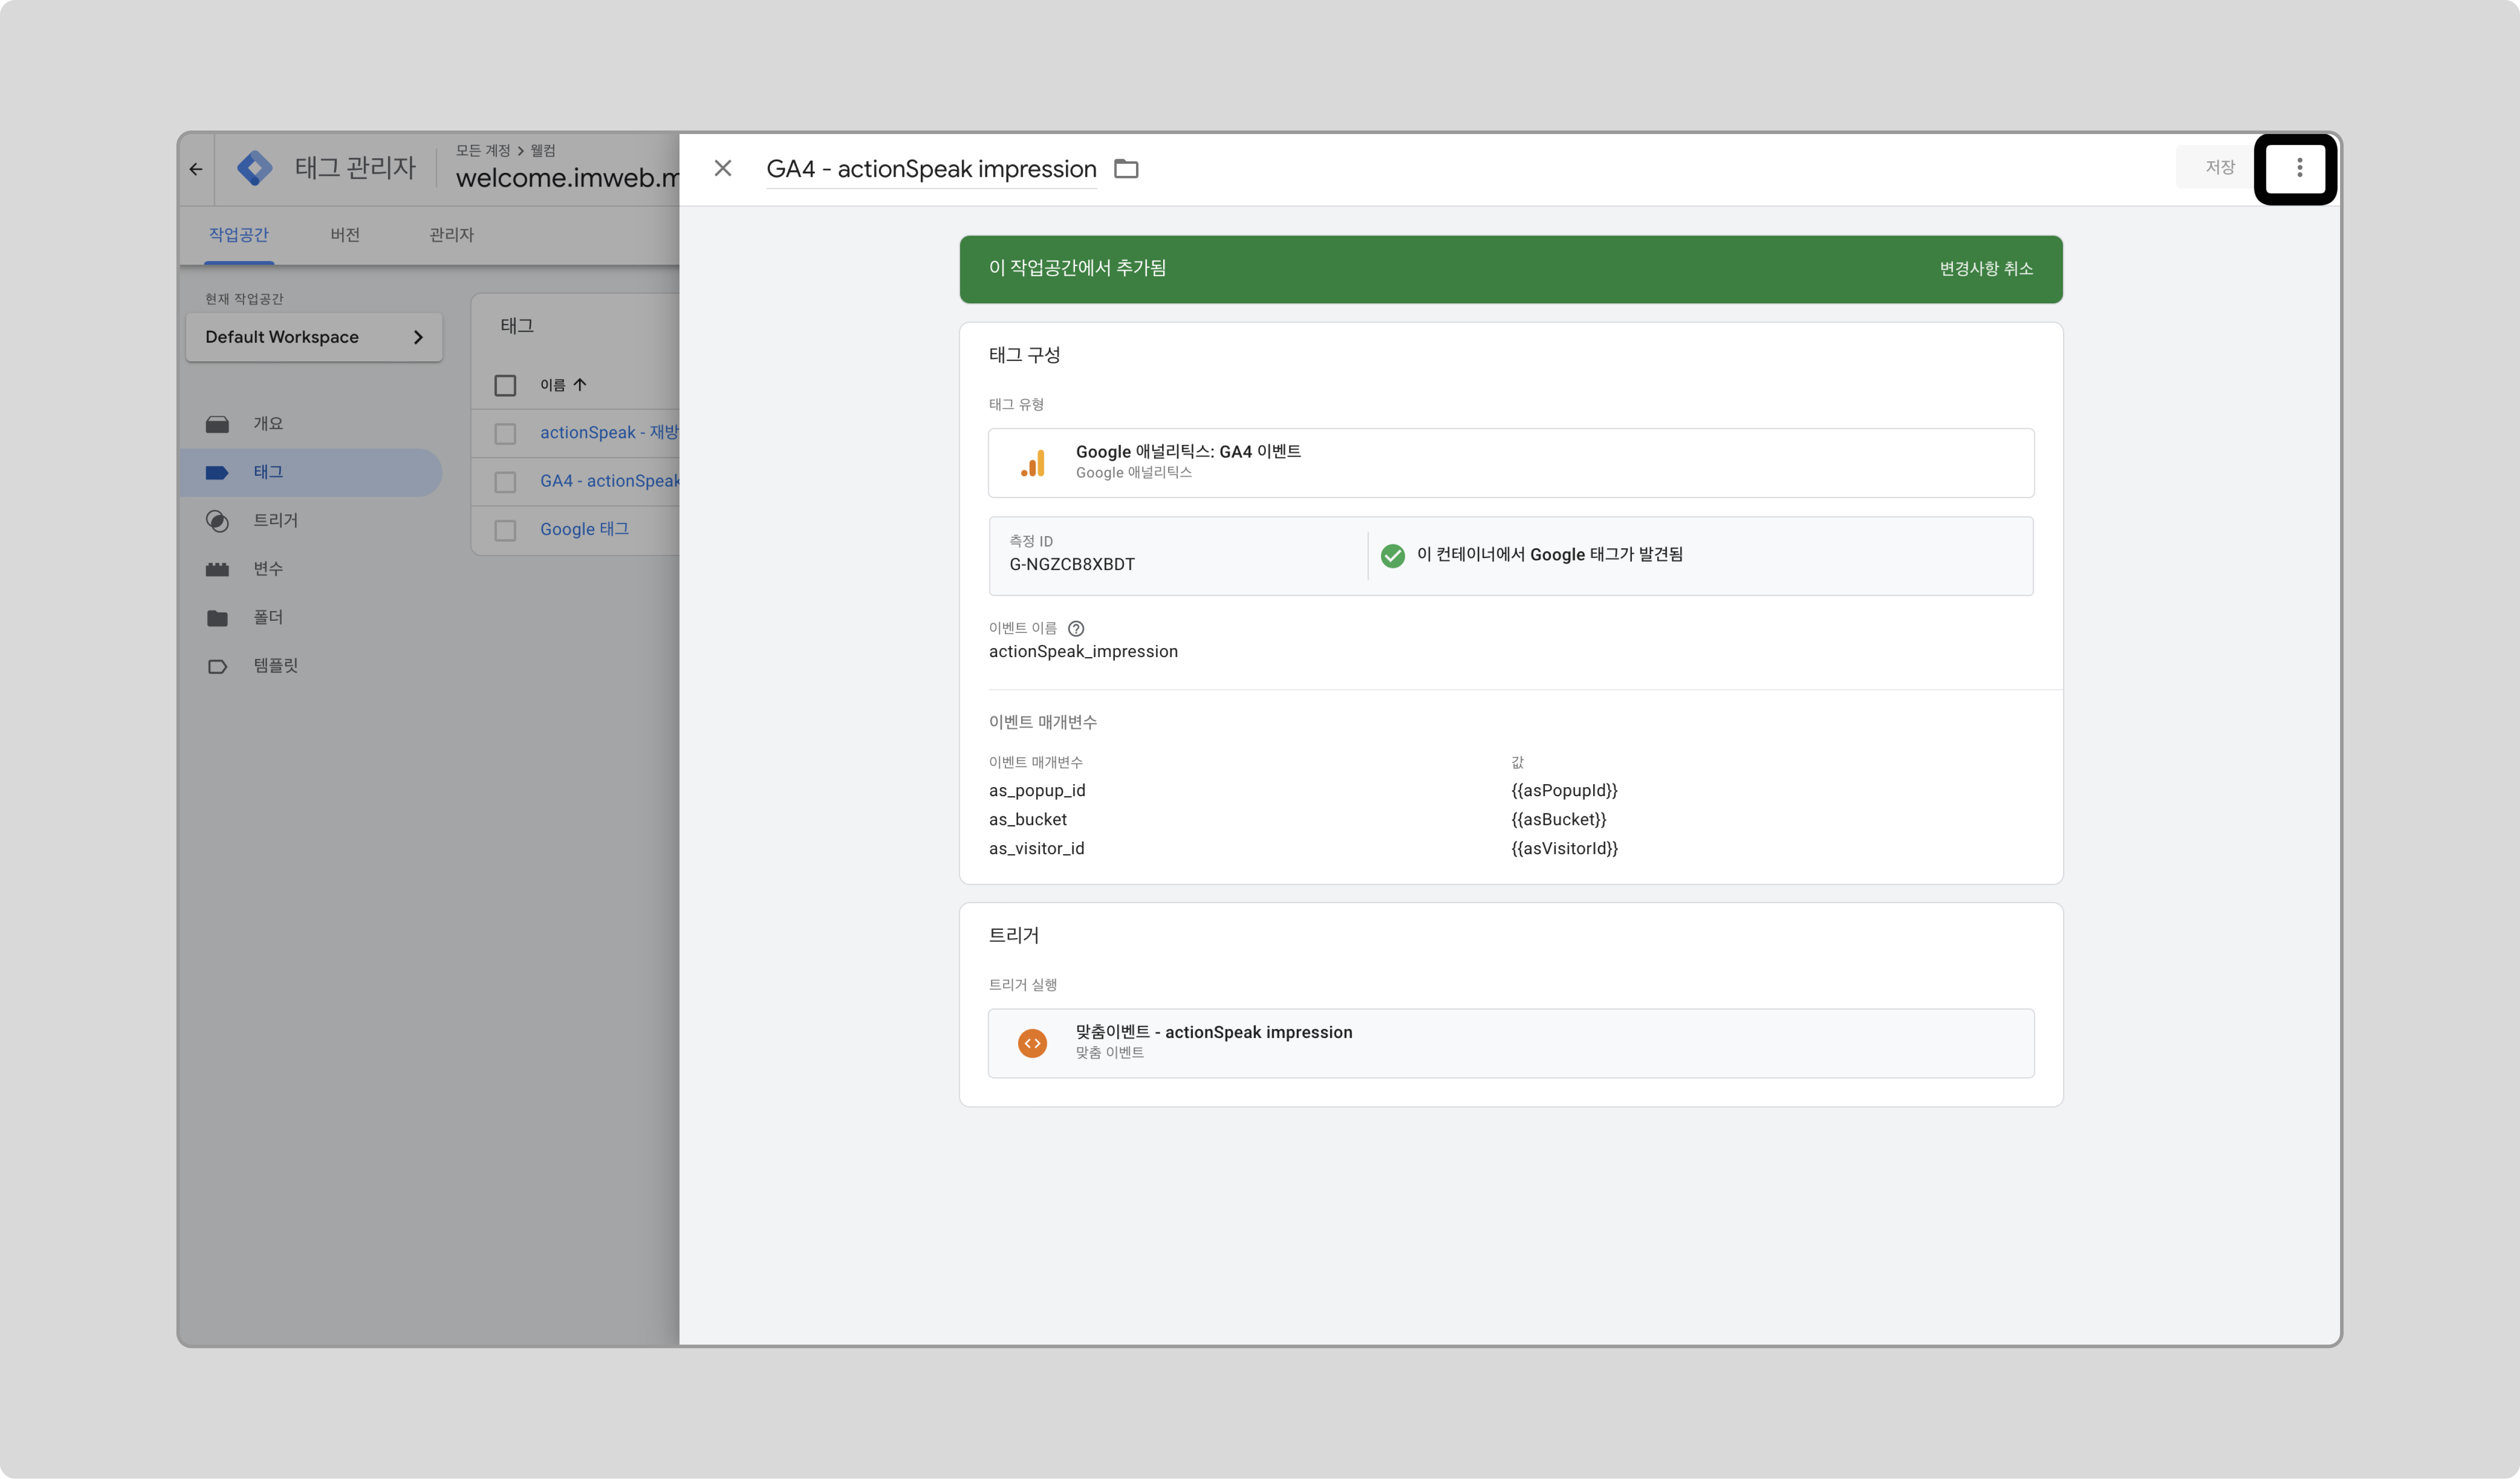 태그 관리자
모든 계정 > 웰컴
welcome.imweb.m
작업공간
버전
관리자
현재 작업공간
Default Workspace
개요
태그
트리거
변수
폴더
템플릿
태그
이름
actionSpeak - 재방
GA4 - actionSpeak
Google 태그
GA4 - actionSpeak impression
저장
이 작업공간에서 추가됨
변경사항 취소
태그 구성
태그 유형
Google 애널리틱스: GA4 이벤트
Google 애널리틱스
측정 ID
G-NGZCB8XBDT
이 컨테이너에서 Google 태그가 발견됨
이벤트 이름
actionSpeak_impression
이벤트 매개변수
이벤트 매개변수 값
as_popup_id {{asPopupId}}
as_bucket {{asBucket}}
as_visitor_id {{asVisitorId}}
트리거
트리거 실행
맞춤이벤트 - actionSpeak impression
맞춤 이벤트